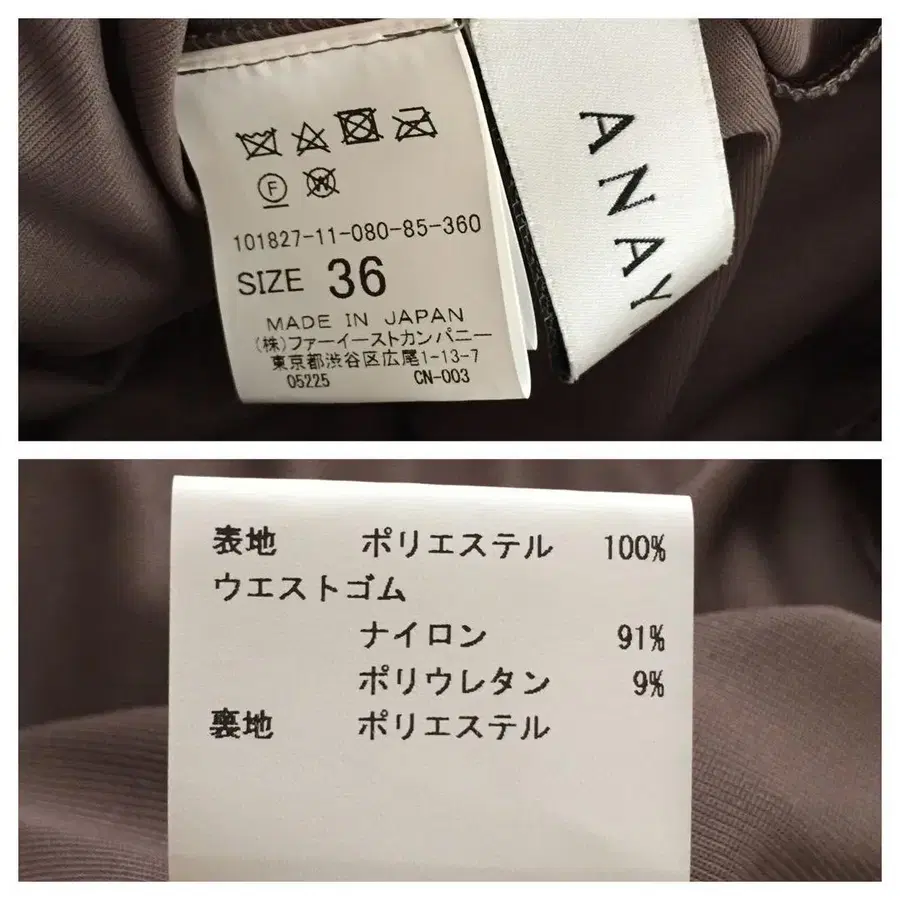 F
W
101827-11-080-85-360
SIZE 36
MADE IN JAPAN
(株)ファーイーストカンパニー
東京都渋谷区広尾1-13-7
05225 CN-003
ANAY
表地 ポリエステル 100%
ウエストゴム
ナイロン 91%
ポリウレタン 9%
裏地 ポリエステル